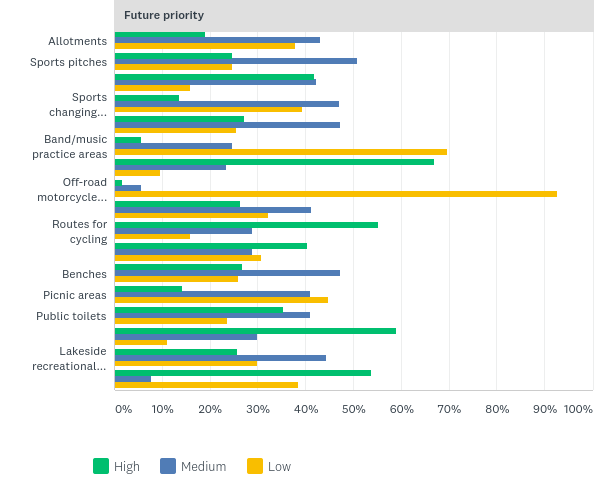 Future priority
Allotments
Sports pitches
Sports
changing...
Band/music
practice areas
Off-road
motorcycle...
Routes for
cycling
Benches
Picnic areas
Public toilets
Lakeside
recreational...
0% 10% 20% 30% 40% 50% 60% 70% 80% 90% 100%
High Medium Low